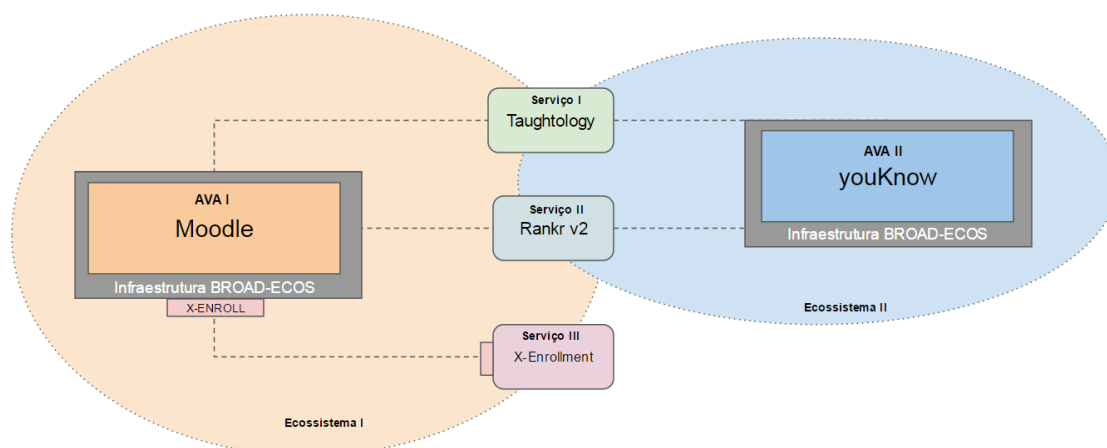 Serviço I
Taughtology
AVA I
Moodle
Infraestrutura BROAD-ECOS
X-ENROLL
Serviço II
Rankr v2
AVA II
youKnow
Infraestrutura BROAD-ECOS
Serviço III
X-Enrollment
Ecossistema II
Ecossistema I